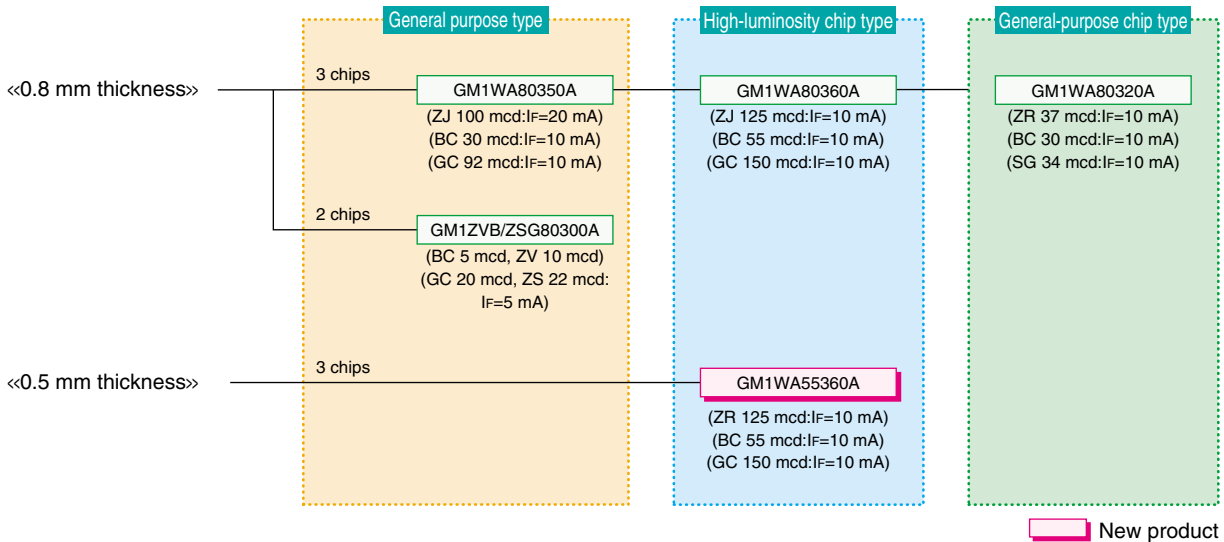 General purpose type
High-luminosity chip type
General-purpose chip type
«0.8 mm thickness»
3 chips
GM1WA80350A
(ZJ 100 mcd:IF=20 mA)
(BC 30 mcd:IF=10 mA)
(GC 92 mcd:IF=10 mA)
GM1WA80360A
(ZJ 125 mcd:IF=10 mA)
(BC 55 mcd:IF=10 mA)
(GC 150 mcd:IF=10 mA)
GM1WA80320A
(ZR 37 mcd:IF=10 mA)
(BC 30 mcd:IF=10 mA)
(SG 34 mcd:IF=10 mA)
2 chips
GM1ZVB/ZSG80300A
(BC 5 mcd, ZV 10 mcd)
(GC 20 mcd, ZS 22 mcd:
IF=5 mA)
«0.5 mm thickness»
3 chips
GM1WA55360A
(ZR 125 mcd:IF=10 mA)
(BC 55 mcd:IF=10 mA)
(GC 150 mcd:IF=10 mA)
New product